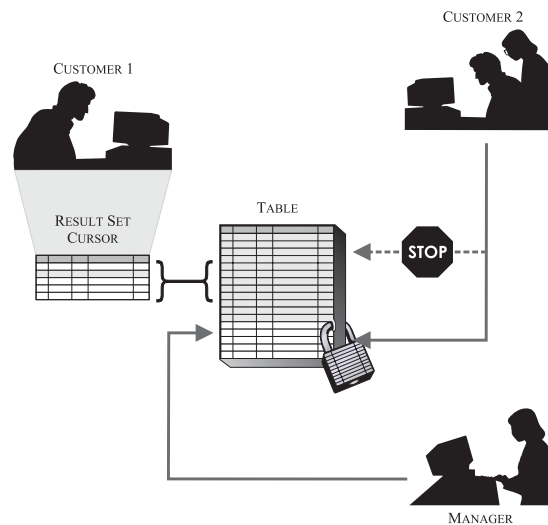 CUSTOMER 2
CUSTOMER 1
RESULT SET
CURSOR
TABLE
STOP
MANAGER